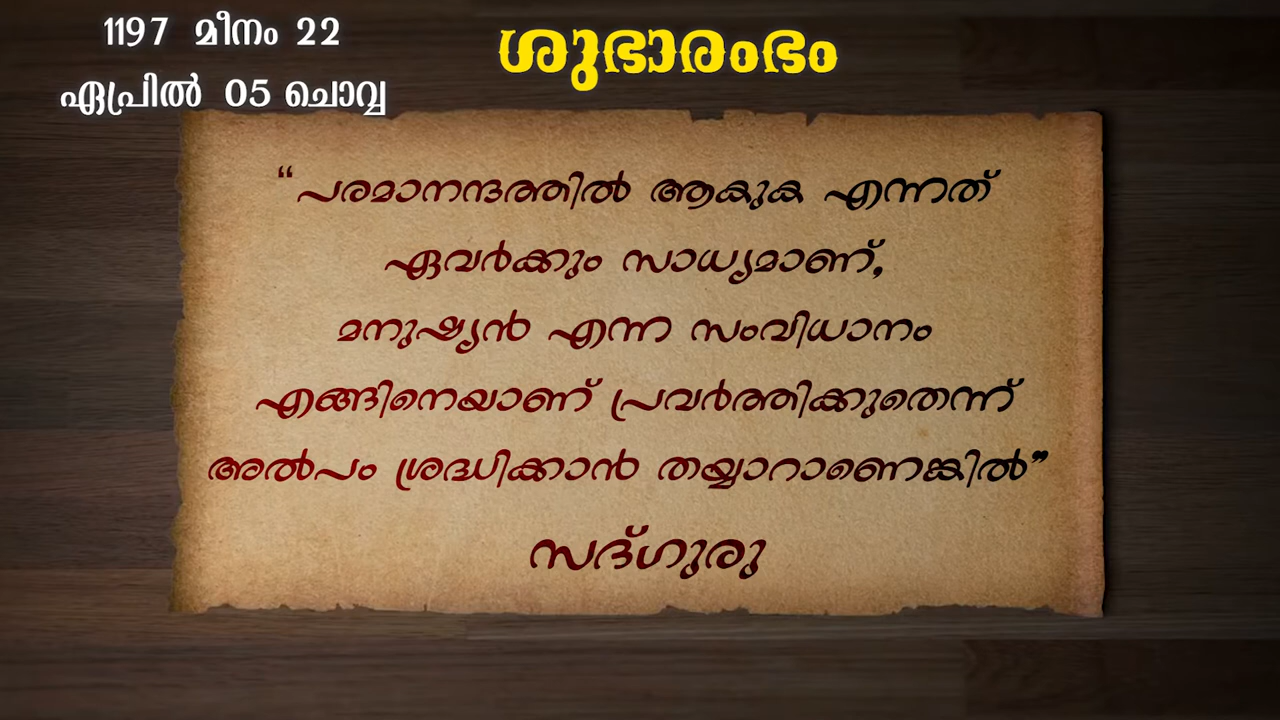 1197 മീനം 22
ഏപ്രിൽ 05 ചൊവ്വ
ശുഭാരംഭം
“പരമാനന്ദത്തിൽ ആകുക എന്നത്
ഏവർക്കും സാധ്യമാണ്,
മനുഷ്യൻ എന്ന സംവിധാനം
എങ്ങിനെയാണ് പ്രവർത്തിക്കുതെന്ന്
അൽപം ശ്രദ്ധിക്കാൻ തയ്യാറാണെങ്കിൽ”
സദ്ഗുരു